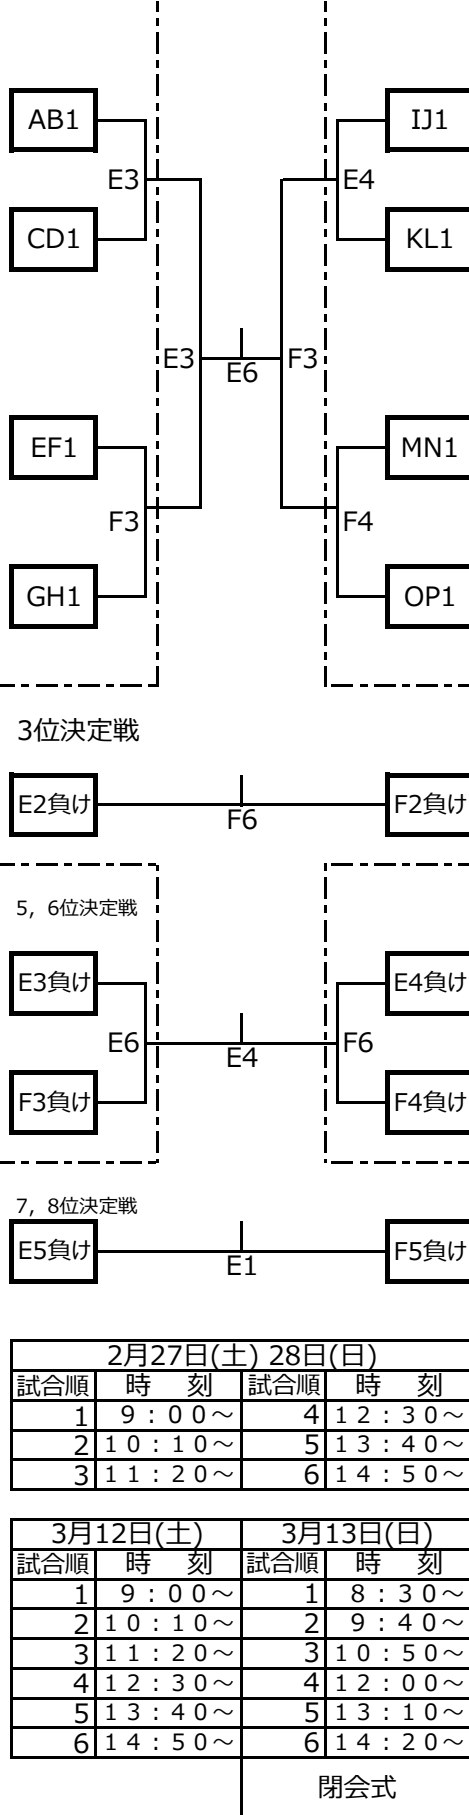 AB1 IJ1
E3 E4
CD1 KL1
E3 E6 F3
EF1 MN1
F3 F4
GH1 OP1
3位決定戦
E2負け F6 F2負け
5，6位決定戦
E3負け E4負け
E6 E4 F6
F3負け F4負け
7，8位決定戦
E5負け E1 F5負け
2月27日(土) 28日(日)
試合順 時　刻 試合順 時　刻
1 ９：００～ 4 １２：３０～
2 １０：１０～ 5 １３：４０～
3 １１：２０～ 6 １４：５０～
3月12日(土) 3月13日(日)
試合順 時　刻 試合順 時　刻
1 ９：００～ 1 ８：３０～
2 １０：１０～ 2 ９：４０～
3 １１：２０～ 3 １０：５０～
4 １２：３０～ 4 １２：００～
5 １３：４０～ 5 １３：１０～
6 １４：５０～ 6 １４：２０～
閉会式